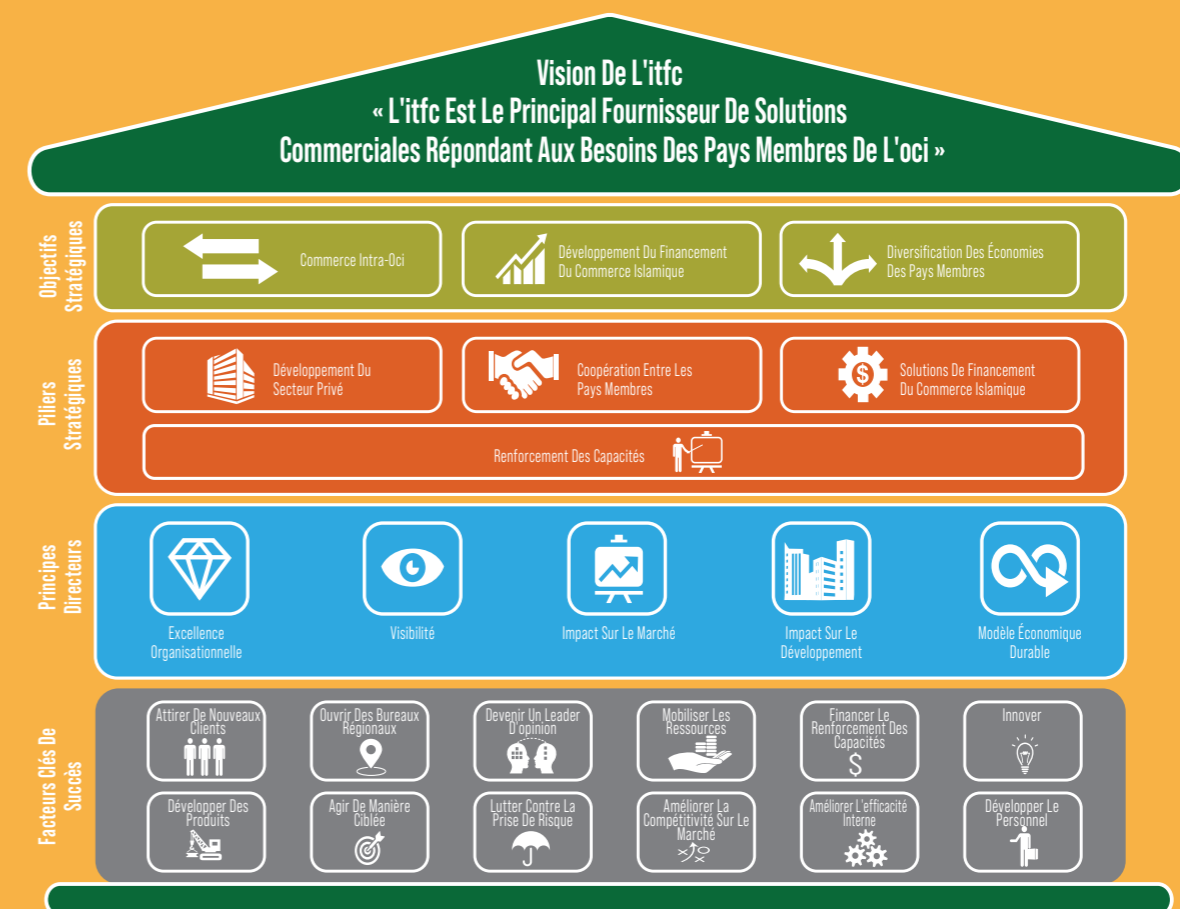 Vision De L'itfc
« L'itfc Est Le Principal Fournisseur De Solutions
Commerciales Répondant Aux Besoins Des Pays Membres De L'oci »
Objectifs
Stratégiques
Commerce Intra-Oci
Développement Du Financement
Du Commerce Islamique
Diversification Des Économies
Des Pays Membres
Piliers
Stratégiques
Développement Du
Secteur Privé
Coopération Entre Les
Pays Membres
$
Solutions De Financement
Du Commerce Islamique
Renforcement Des Capacités
Principes
Directeurs
Excellence
Organisationnelle
Visibilité
Impact Sur Le Marché
Impact Sur Le
Développement
Modèle Économique
Durable
Facteurs Clés De
Succès
Attirer De Nouveaux
Clients
Ouvrir Des Bureaux
Régionaux
Devenir Un Leader
D'opinion
Mobiliser Les
Ressources
Financer Le
Renforcement Des
Capacités
$
Innover
Développer Des
Produits
Agir De Manière
Ciblée
Lutter Contre La
Prise De Risque
Améliorer La
Compétitivité Sur Le
Marché
Améliorer L'efficacité
Interne
Développer Le
Personnel